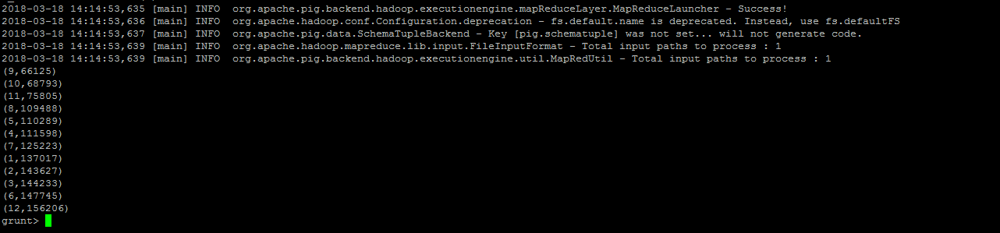 2018-03-18 14:14:53,635 [main] INFO  org.apache.pig.backend.hadoop.executionengine.mapReduceLayer.MapReduceLauncher - Success!
2018-03-18 14:14:53,636 [main] INFO  org.apache.hadoop.conf.Configuration.deprecation - fs.default.name is deprecated. Instead, use fs.defaultFS
2018-03-18 14:14:53,637 [main] INFO  org.apache.pig.data.SchemaTupleBackend - Key [pig.schematuple] was not set... will not generate code.
2018-03-18 14:14:53,639 [main] INFO  org.apache.hadoop.mapreduce.lib.input.FileInputFormat - Total input paths to process : 1
2018-03-18 14:14:53,639 [main] INFO  org.apache.pig.backend.hadoop.executionengine.util.MapRedUtil - Total input paths to process : 1
(9,66125)
(10,68793)
(11,75805)
(8,109488)
(5,110289)
(4,111598)
(7,125223)
(1,137017)
(2,143627)
(3,144233)
(6,147745)
(12,156206)
grunt>